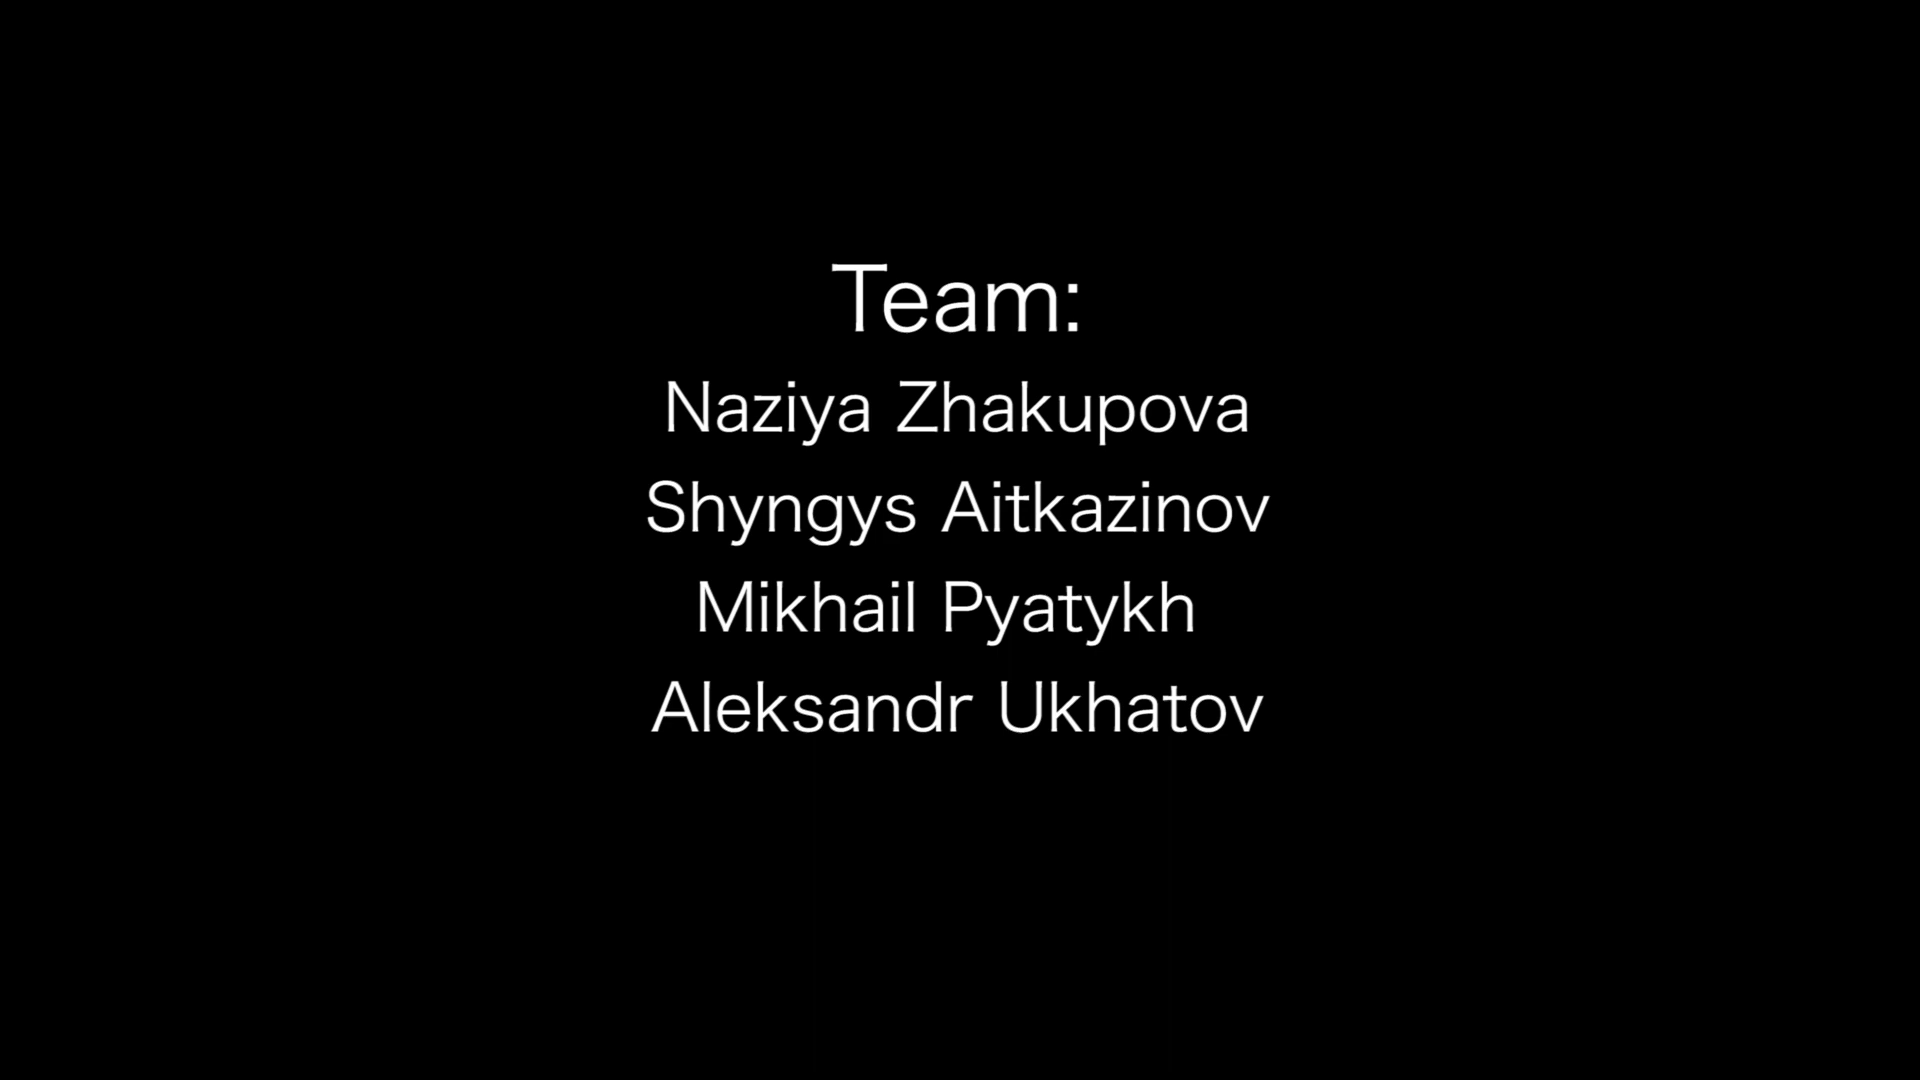 Team:
Naziya Zhakupova
Shyngys Aitkazinov
Mikhail Pyatykh
Aleksandr Ukhatov